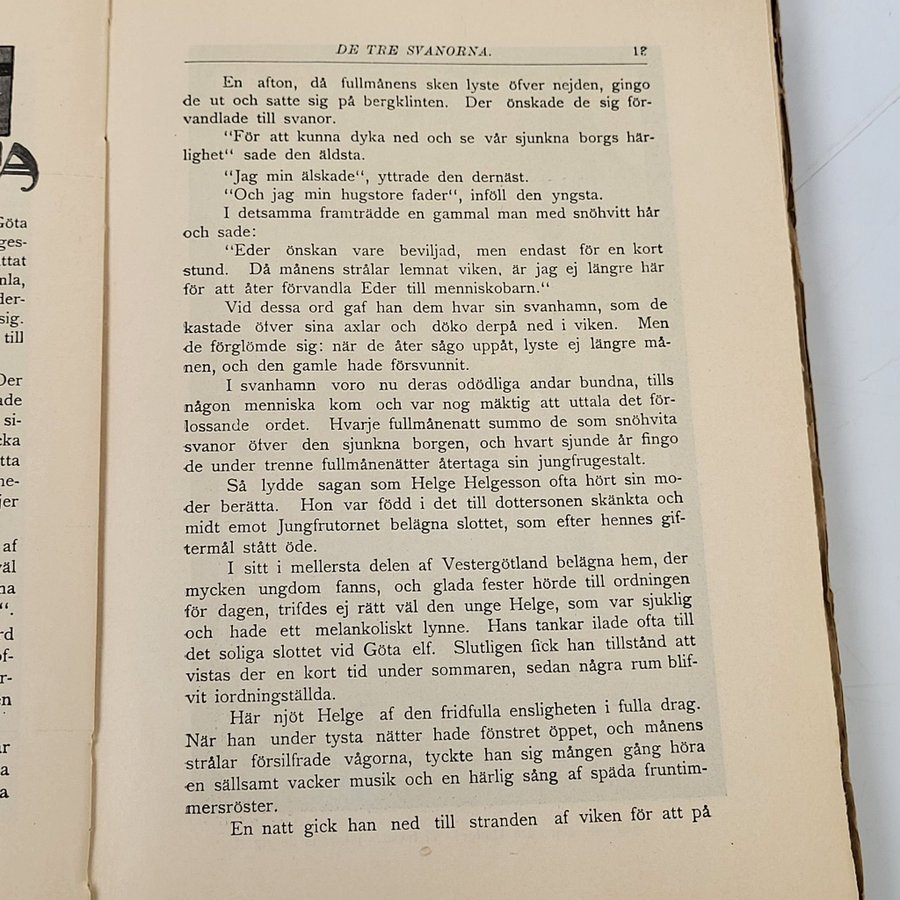 DE TRE SVANORNA.
En afton, då fullmånens sken lyste öfver nejden, gingo
de ut och satte sig på bergklinten. Der önskade de sig för-
vandlade till svanor.
“För att kunna dyka ned och se vår sjunkna borgs här-
lighet“ sade den äldsta.
“Jag min älskade“, yttrade den dernäst.
“Och jag min hugstore fader“, inföll den yngsta.
I detsamma framträdde en gammal man med snöhvitt hår
och sade:
“Eder önskan vare beviljad, men endast för en kort
stund. Då månens strålar lemnat viken, är jag ej längre här
för att åter förvandla Eder till menniskobarn.“
Vid dessa ord gaf han dem hvar sin svanhamn, som de
kastade öfver sina axlar och döko derpå ned i viken. Men
de förglömde sig: när de åter sågo uppåt, lyste ej längre må-
nen, och den gamle hade försvunnit.
I svanhamn voro nu deras odödliga andar bundna, tills
någon menniska kom och var nog mäktig att uttala det för-
lossande ordet. Hvarje fullmånenatt summo de som snöhvita
svanor öfver den sjunkna borgen, och hvart sjunde år fingo
de under trenne fullmånenätter återtaga sin jungfrugestalt.
Så lydde sagan som Helge Helgesson ofta hört sin mo-
der berätta. Hon var född i det till dottersonen skänkta och
midt emot Jungfrutornet belägna slottet, som efter hennes gif-
termål stått öde.
I sitt i mellersta delen af Vestergötland belägna hem, der
mycken ungdom fanns, och glada fester hörde till ordningen
för dagen, trifdes ej rätt väl den unge Helge, som var sjuklig
och hade ett melankoliskt lynne. Hans tankar ilade ofta till
det soliga slottet vid Göta elf. Slutligen fick han tillstånd att
vistas der en kort tid under sommaren, sedan några rum blif-
vit iordningställda.
Här njöt Helge af den fridfulla ensligheten i fulla drag.
När han under tysta nätter hade fönstret öppet, och månens
strålar försilfrade vågorna, tyckte han sig mången gång höra
en sällsamt vacker musik och en härlig sång af späda fruntim-
mersröster.
En natt gick han ned till stranden af viken för att på